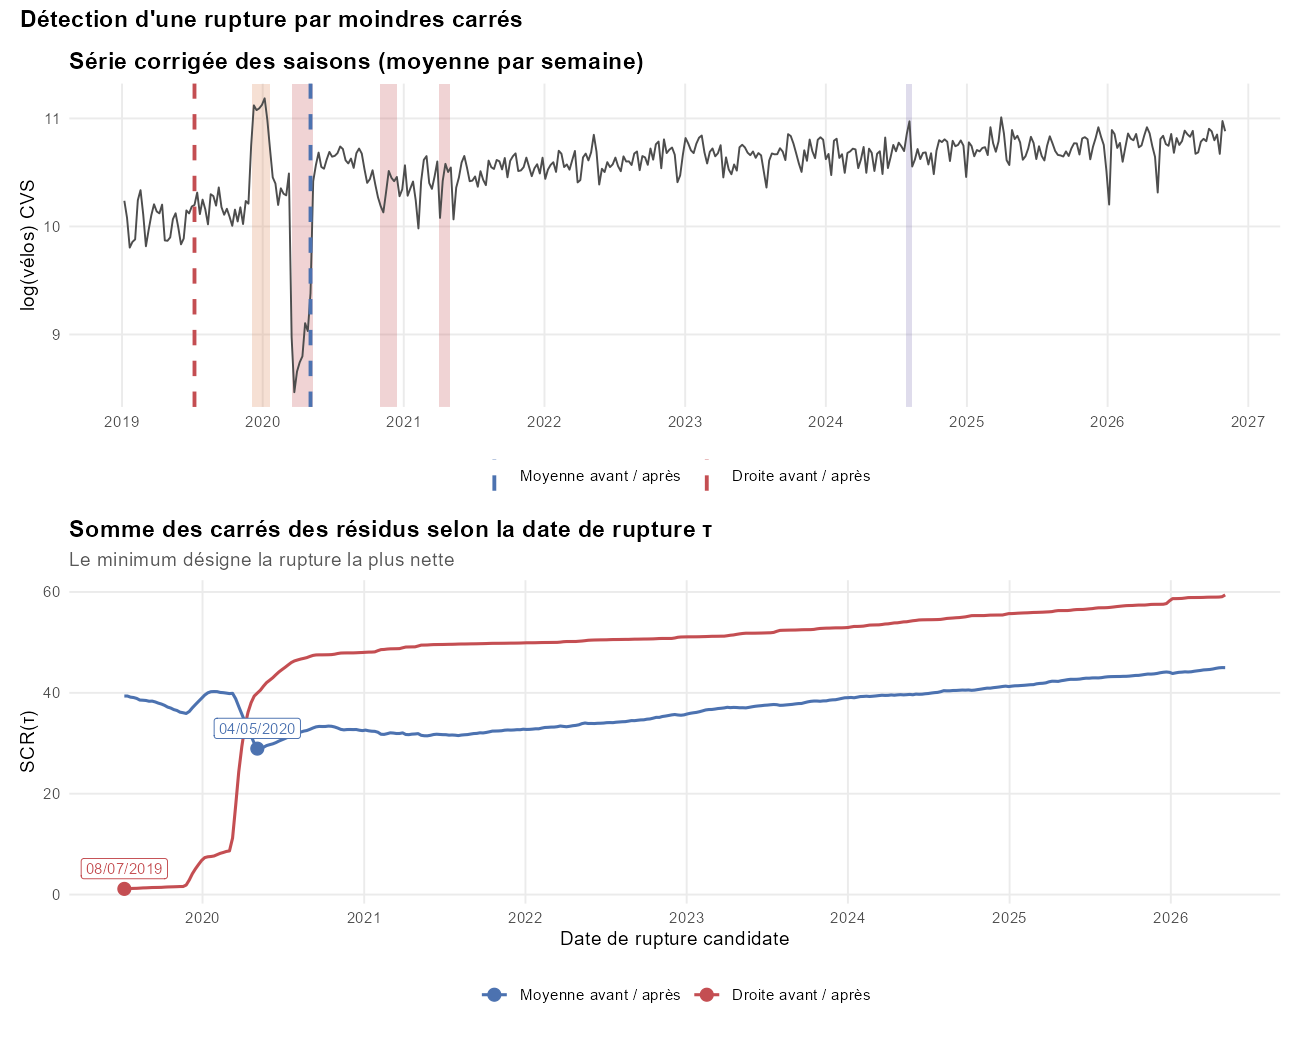 Détection d'une rupture par moindres carrés
Série corrigée des saisons (moyenne par semaine)
log(vélos) CVS
11
10
9
2019 2020 2021 2022 2023 2024 2025 2026 2027
Moyenne avant / après Droite avant / après
Somme des carrés des résidus selon la date de rupture τ
Le minimum désigne la rupture la plus nette
SCR(τ)
60
40
20
0
04/05/2020
08/07/2019
2020 2021 2022 2023 2024 2025 2026
Date de rupture candidate
Moyenne avant / après Droite avant / après